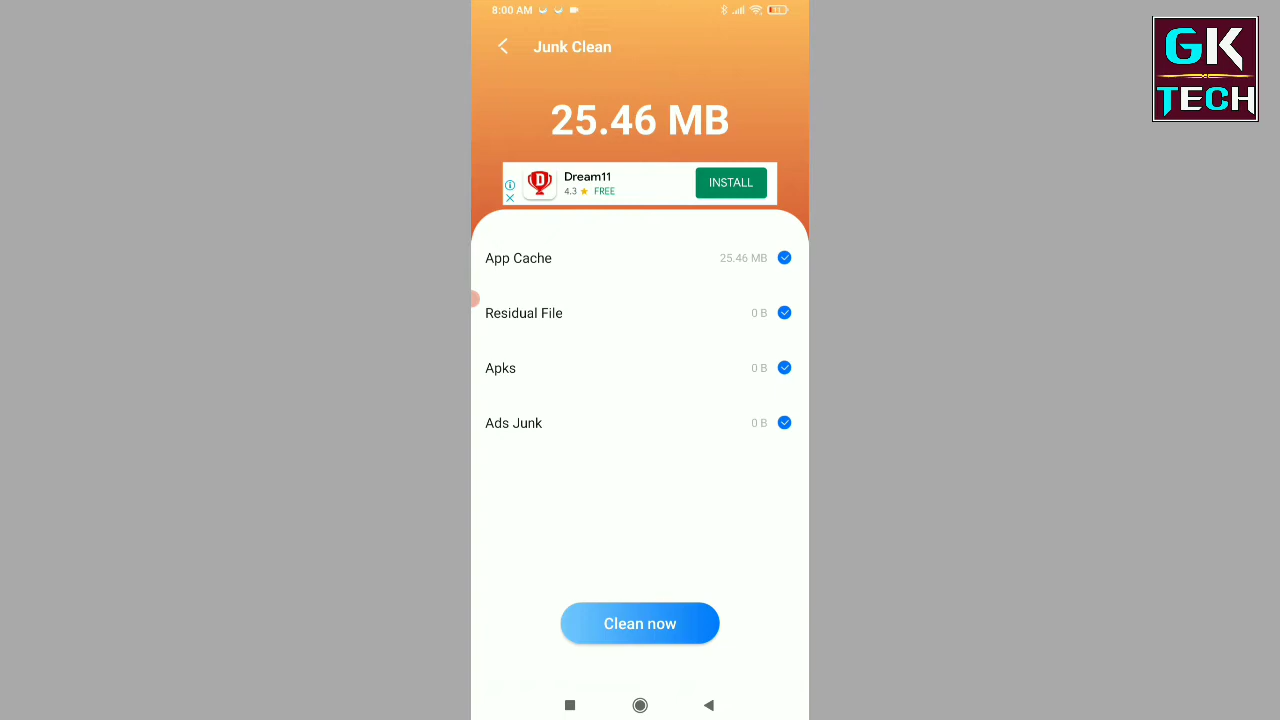 8:00 AM
Junk Clean
25.46 MB
Dream11
4.3 ★ FREE
INSTALL
App Cache 25.46 MB
Residual File 0 B
Apks 0 B
Ads Junk 0 B
Clean now
GK
TECH